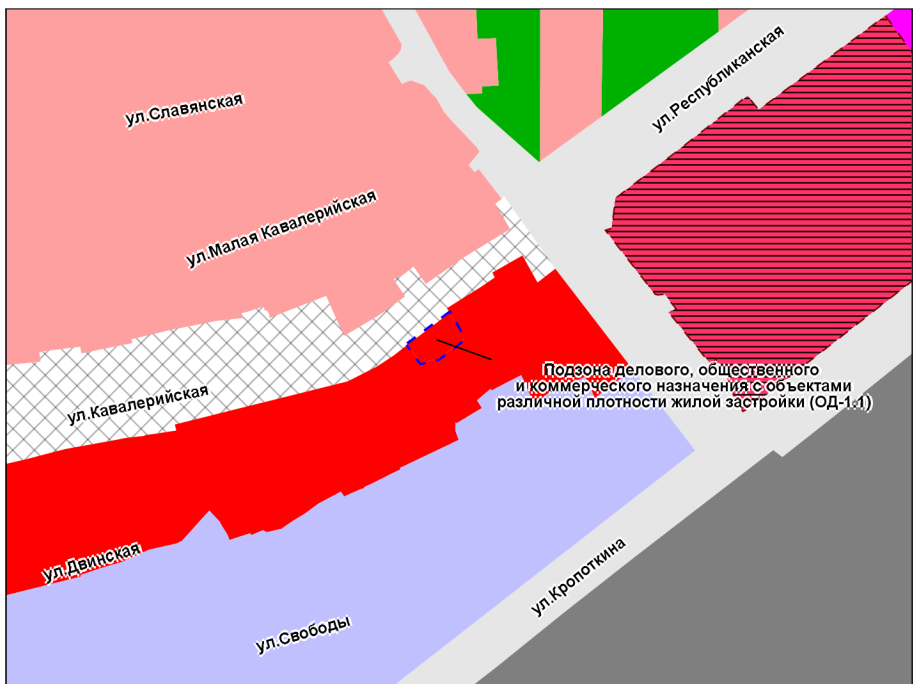 ул.Республиканская
ул.Славянская
ул.Малая Кавалерийская
Подзона делового, общественного
и коммерческого назначения с объектами
различной плотности жилой застройки (ОД-1.1)
ул.Кавалерийская
ул.Двинская
ул.Кропоткина
ул.Свободы